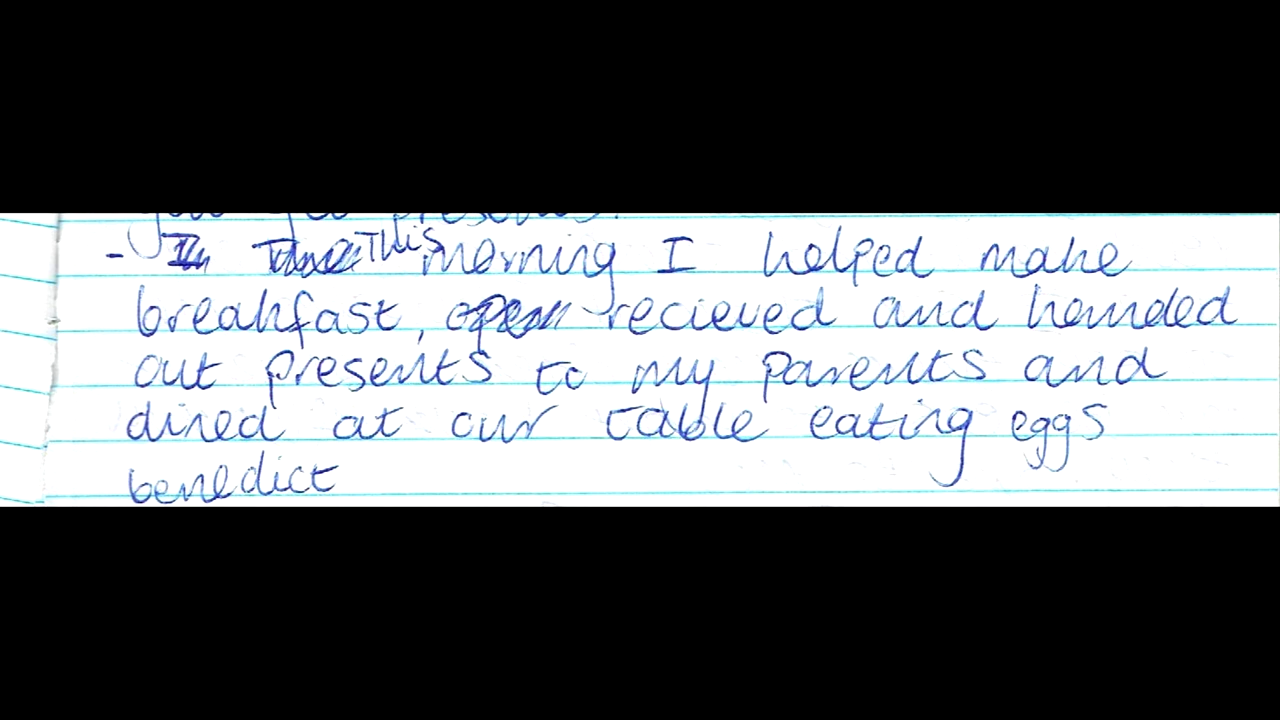 - This morning I helped make
breakfast, recieved and handed
out presents to my parents and
dined at our table eating eggs
benedict